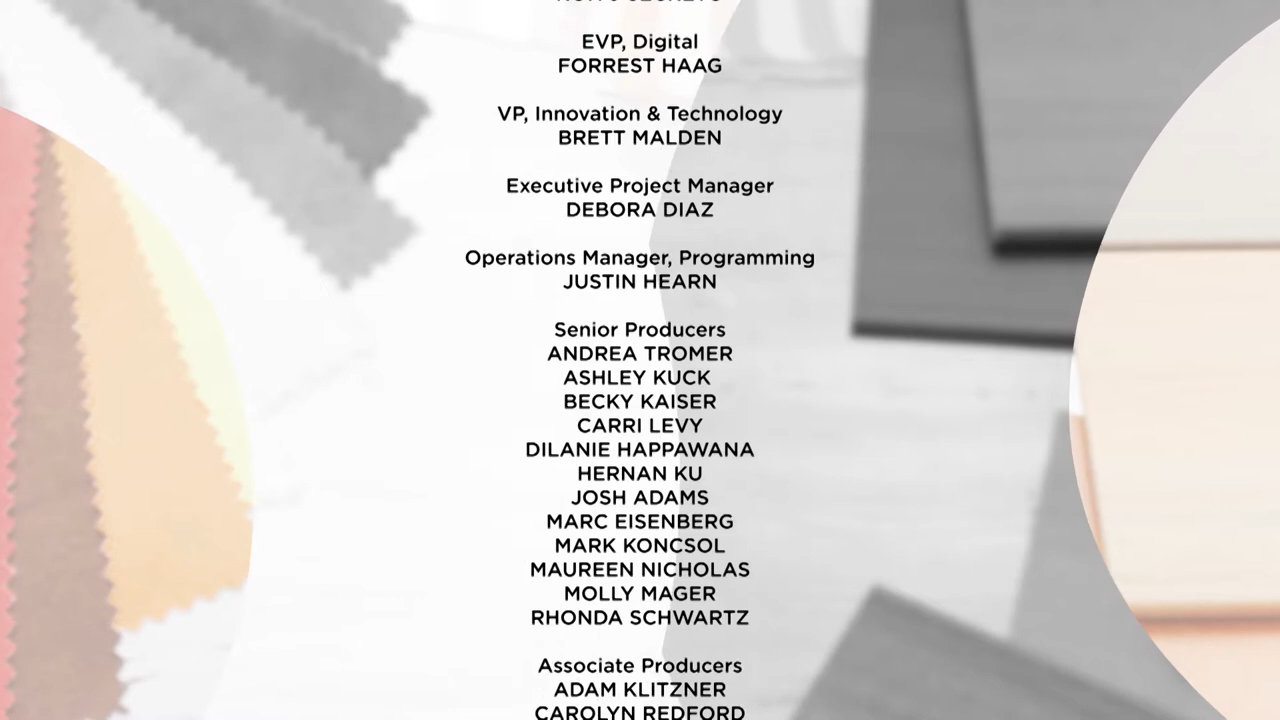 EVP, Digital
FORREST HAAG
VP, Innovation & Technology
BRETT MALDEN
Executive Project Manager
DEBORA DIAZ
Operations Manager, Programming
JUSTIN HEARN
Senior Producers
ANDREA TROMER
ASHLEY KUCK
BECKY KAISER
CARRI LEVY
DILANIE HAPPAWANA
HERNAN KU
JOSH ADAMS
MARC EISENBERG
MARK KONCSOL
MAUREEN NICHOLAS
MOLLY MAGER
RHONDA SCHWARTZ
Associate Producers
ADAM KLITZNER
CAROLYN REDFORD